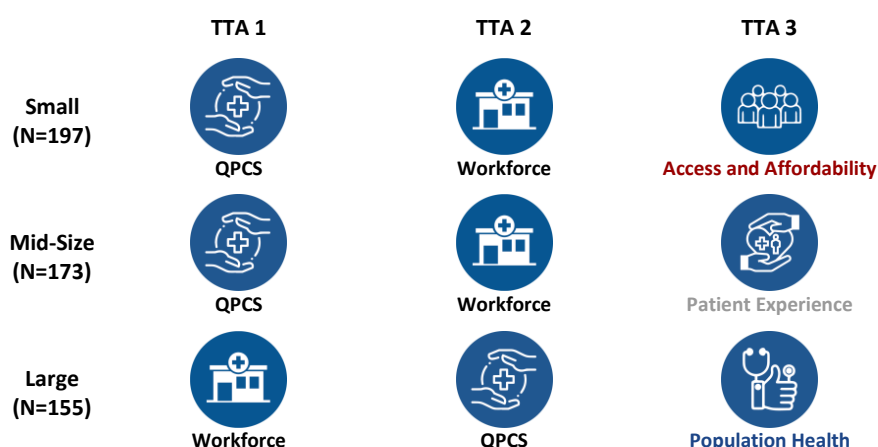 TTA 1 TTA 2 TTA 3
Small
(N=197)
QPCS Workforce Access and Affordability
Mid-Size
(N=173)
QPCS Workforce Patient Experience
Large
(N=155)
Workforce QPCS Population Health